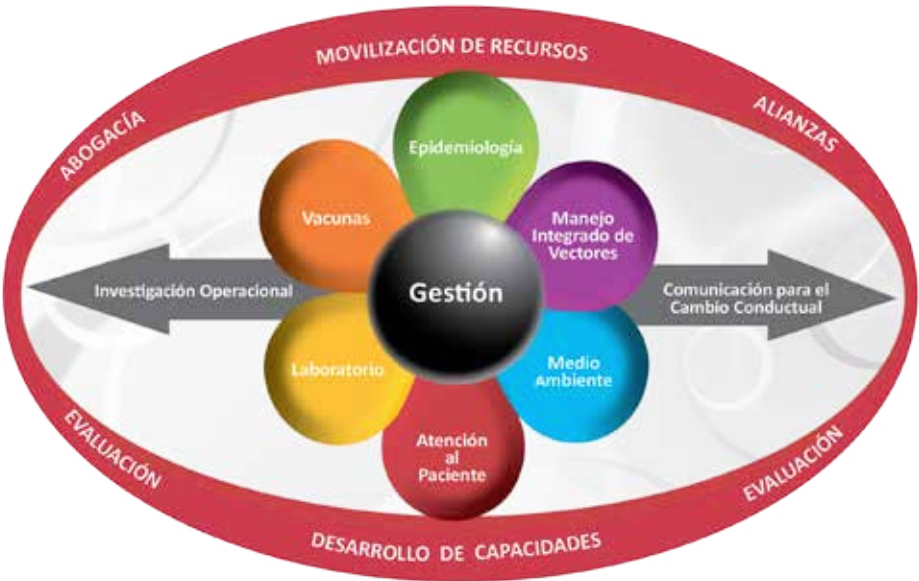 MOVILIZACIÓN DE RECURSOS
ABOGACÍA
ALIANZAS
Epidemiología
Vacunas
Manejo
Integrado de
Vectores
Investigación Operacional
Gestión
Comunicación para el
Cambio Conductual
Laboratorio
Medio
Ambiente
Atención
al
Paciente
EVALUACIÓN
EVALUACIÓN
DESARROLLO DE CAPACIDADES